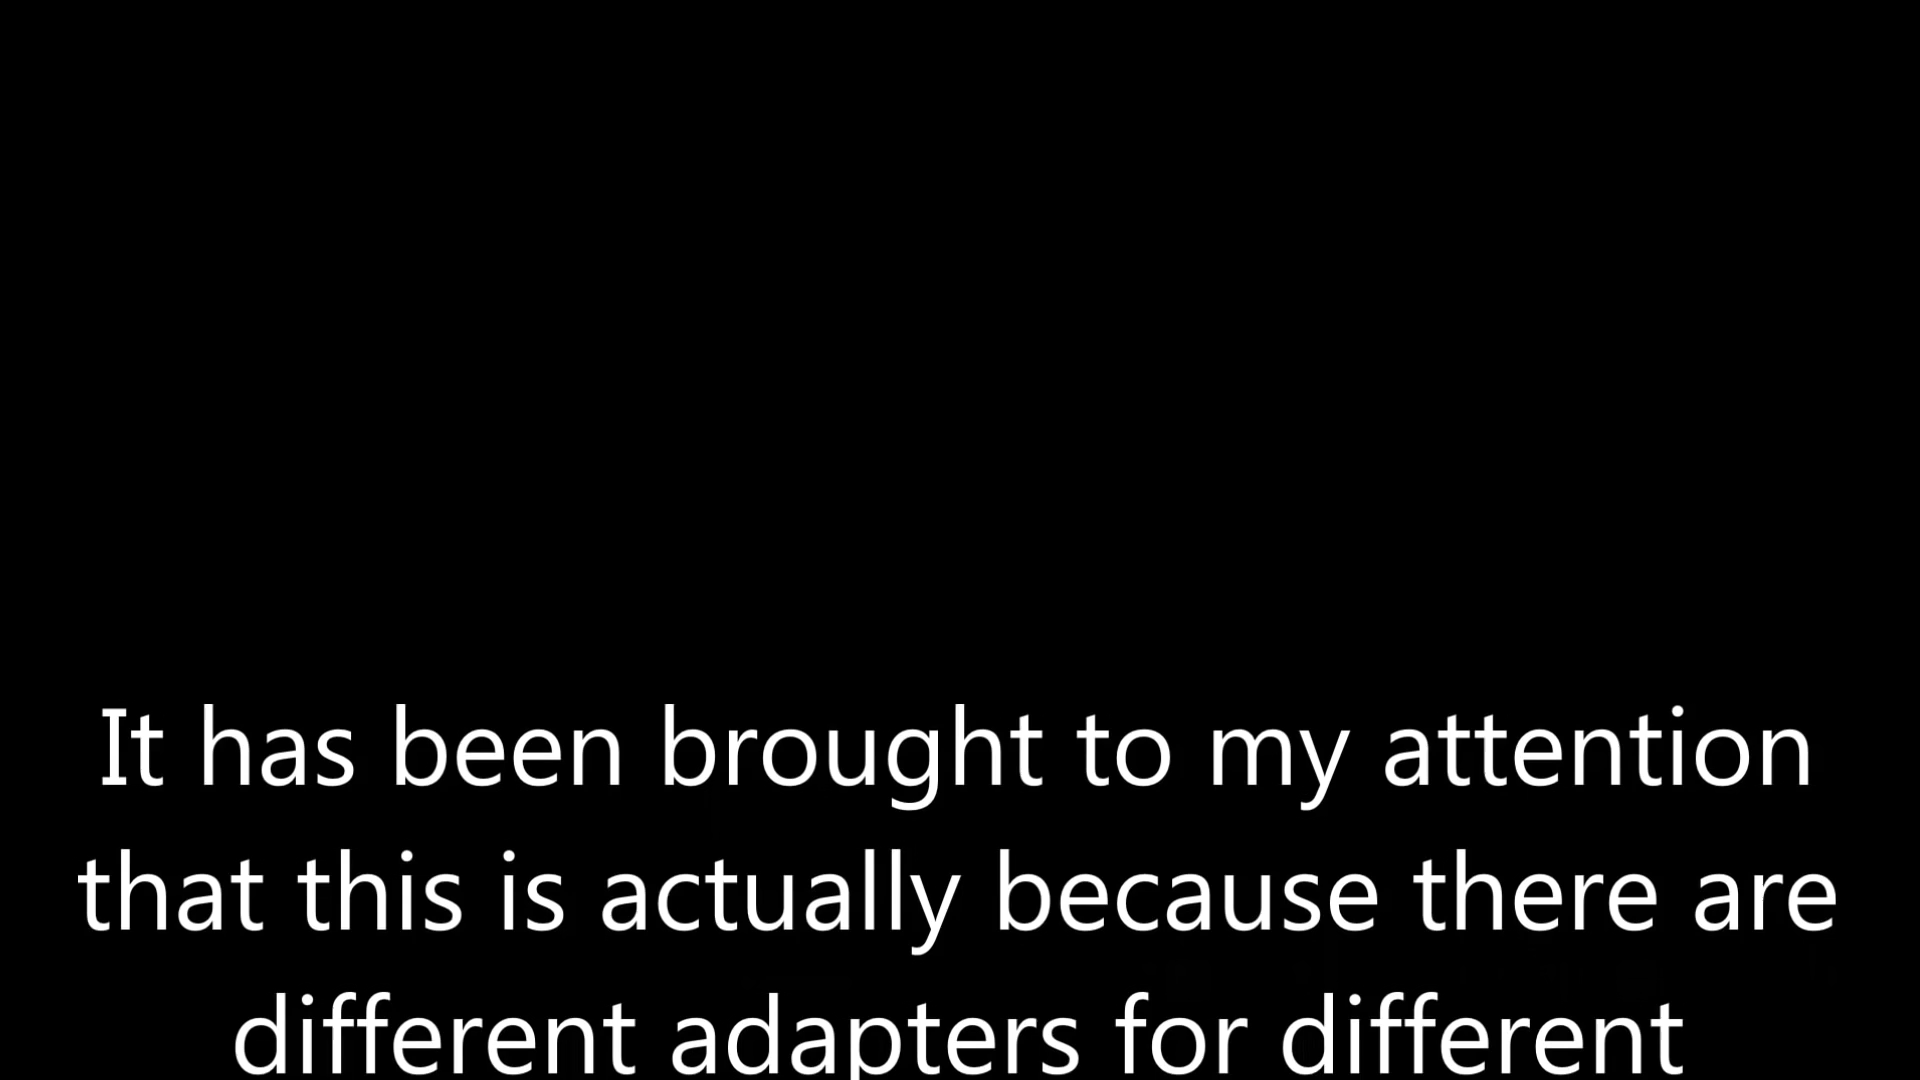 It has been brought to my attention
that this is actually because there are
different adapters for different